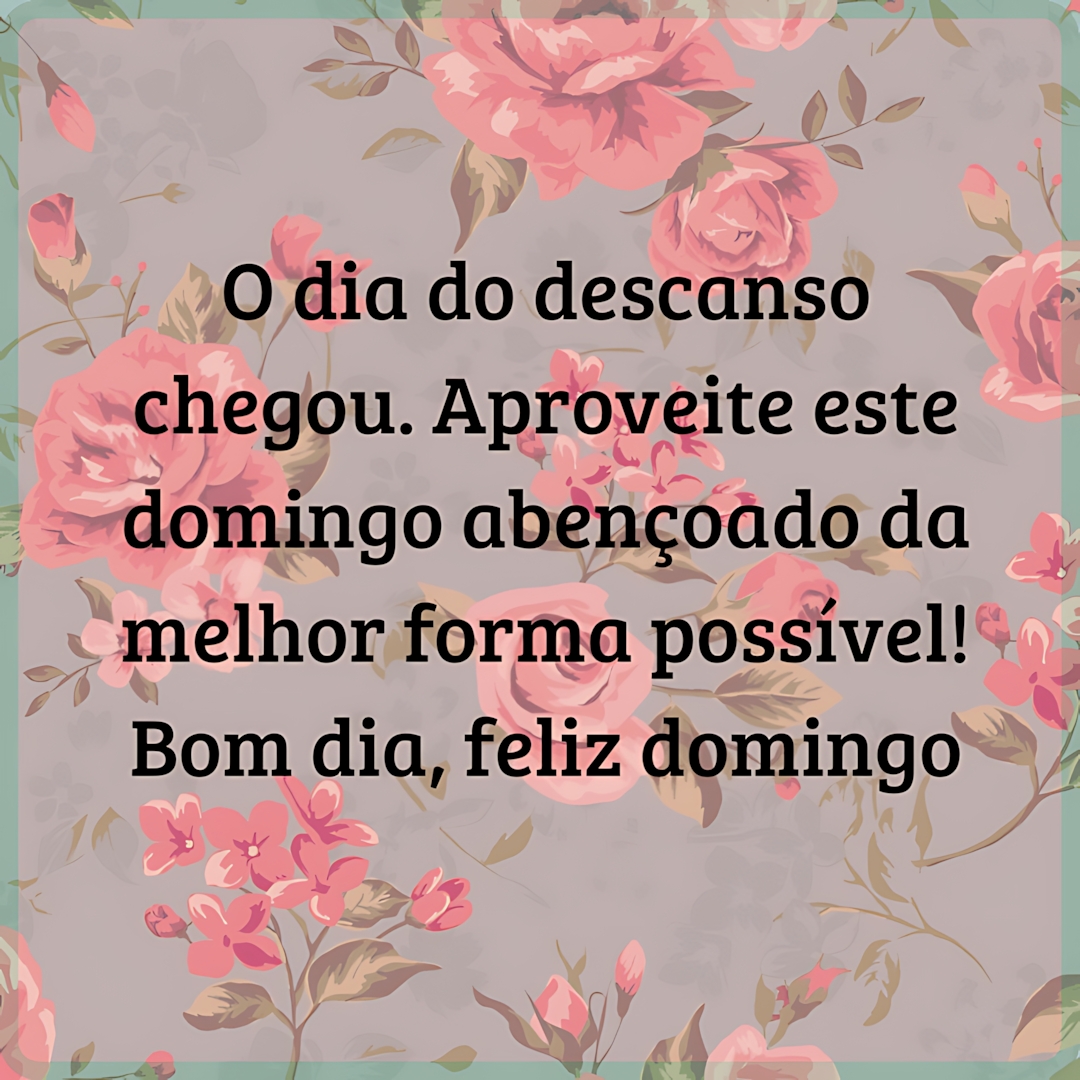 O dia do descanso
chegou. Aproveite este
domingo abençoado da
melhor forma possível!
Bom dia, feliz domingo